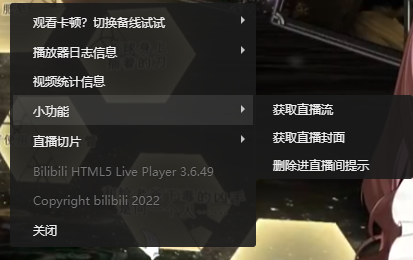 观看卡顿？切换备线试试
播放器日志信息
视频统计信息
小功能
获取直播流
获取直播封面
删除进直播间提示
直播切片
Bilibili HTML5 Live Player 3.6.49
Copyright bilibili 2022
关闭